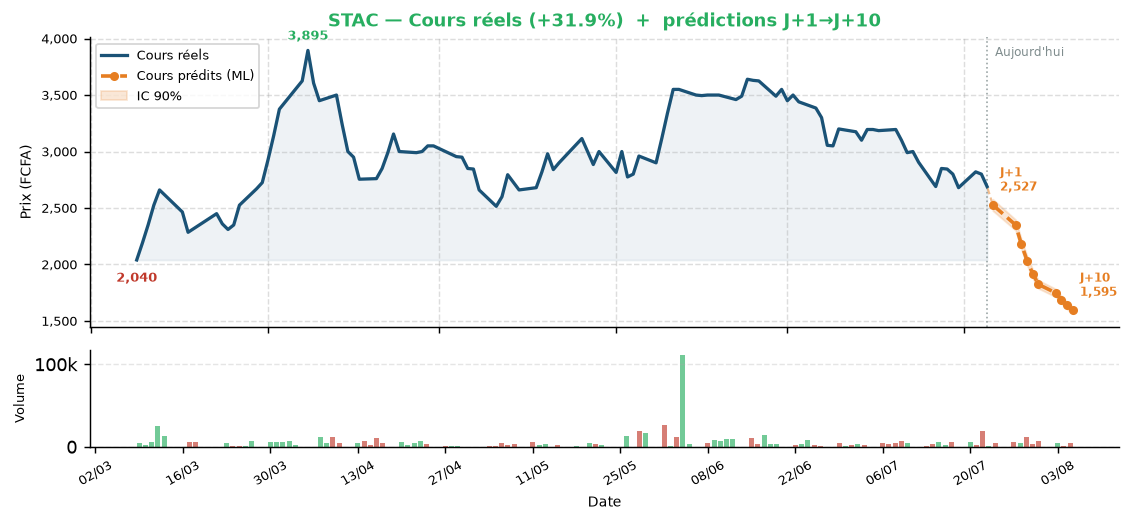 STAC — Cours réels (+31.9%)  +  prédictions J+1→J+10
4,000
3,895
Aujourd'hui
Cours réels
Cours prédits (ML)
IC 90%
3,500
3,000
2,500
2,000
1,500
Prix (FCFA)
J+1
2,527
2,040
J+10
1,595
100k
0
Volume
02/03 16/03 30/03 13/04 27/04 11/05 25/05 08/06 22/06 06/07 20/07 03/08
Date